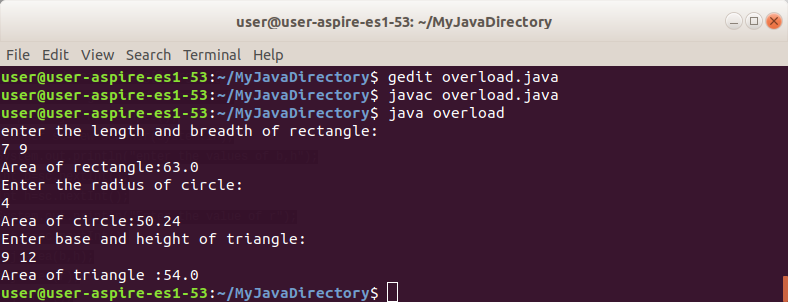 user@user-aspire-es1-53: ~/MyJavaDirectory
File Edit View Search Terminal Help
user@user-aspire-es1-53:~/MyJavaDirectory$ gedit overload.java
user@user-aspire-es1-53:~/MyJavaDirectory$ javac overload.java
user@user-aspire-es1-53:~/MyJavaDirectory$ java overload
enter the length and breadth of rectangle:
7 9
Area of rectangle:63.0
Enter the radius of circle:
4
Area of circle:50.24
Enter base and height of triangle:
9 12
Area of triangle :54.0
user@user-aspire-es1-53:~/MyJavaDirectory$